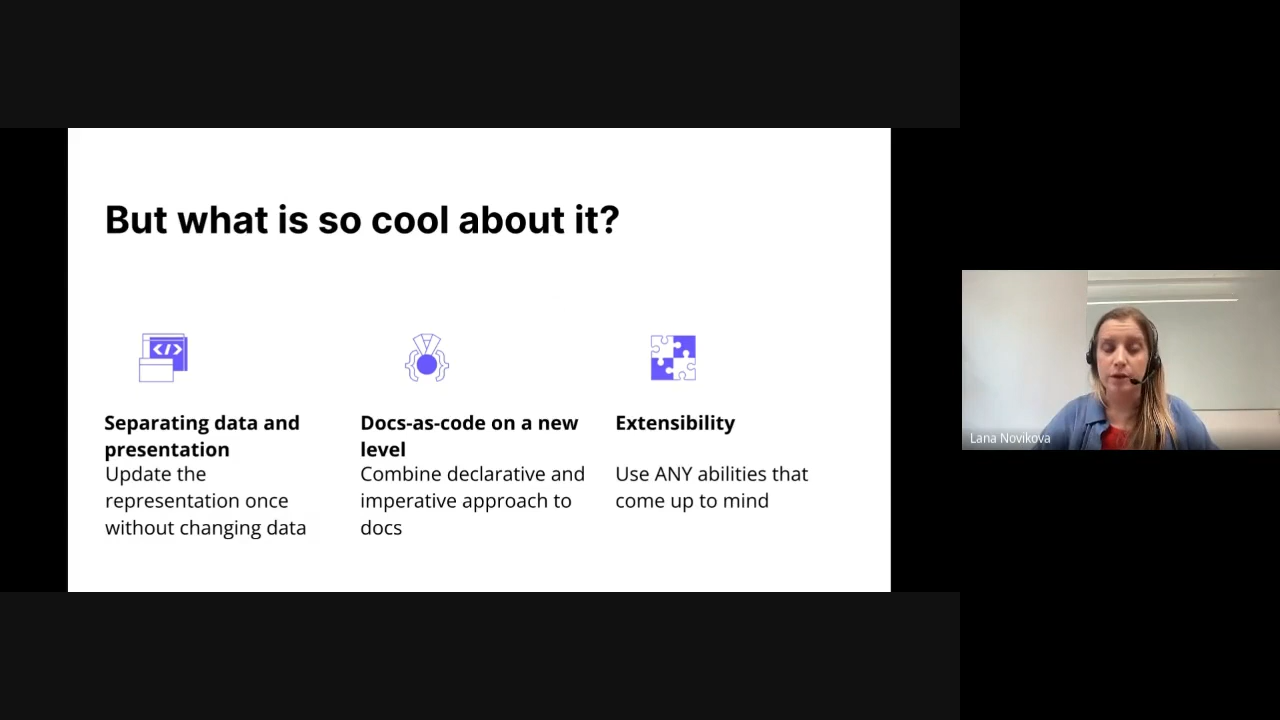 But what is so cool about it?
Separating data and
presentation
Update the
representation once
without changing data
Docs-as-code on a new
level
Combine declarative and
imperative approach to
docs
Extensibility
Use ANY abilities that
come up to mind
Lana Novikova